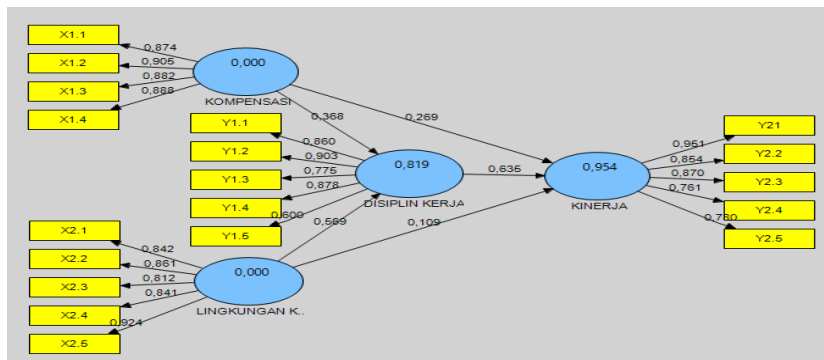 X1.1
X1.2
X1.3
X1.4
0,874
0,905
0,882
0,888
0,000
KOMPENSASI
0,368
0,269
Y1.1
Y1.2
Y1.3
Y1.4
Y1.5
0,860
0,903
0,775
0,878
0,600
0,819
DISIPLIN KERJA
0,635
0,954
KINERJA
0,951
0,854
0,870
0,761
0,780
Y21
Y2.2
Y2.3
Y2.4
Y2.5
0,569
0,109
X2.1
X2.2
X2.3
X2.4
X2.5
0,842
0,861
0,812
0,841
0,924
0,000
LINGKUNGAN K..